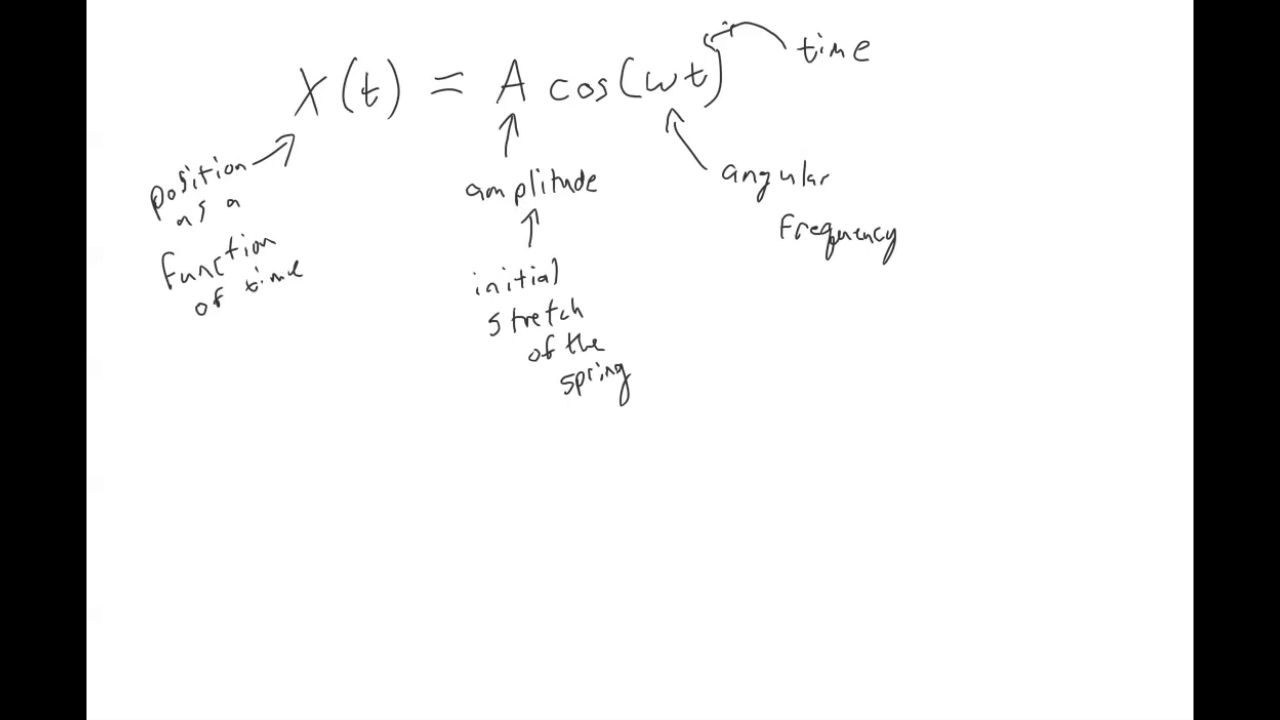 X(t) = A cos(ωt)
time
position
as a
function
of time
amplitude
initial
stretch
of the
spring
angular
frequency